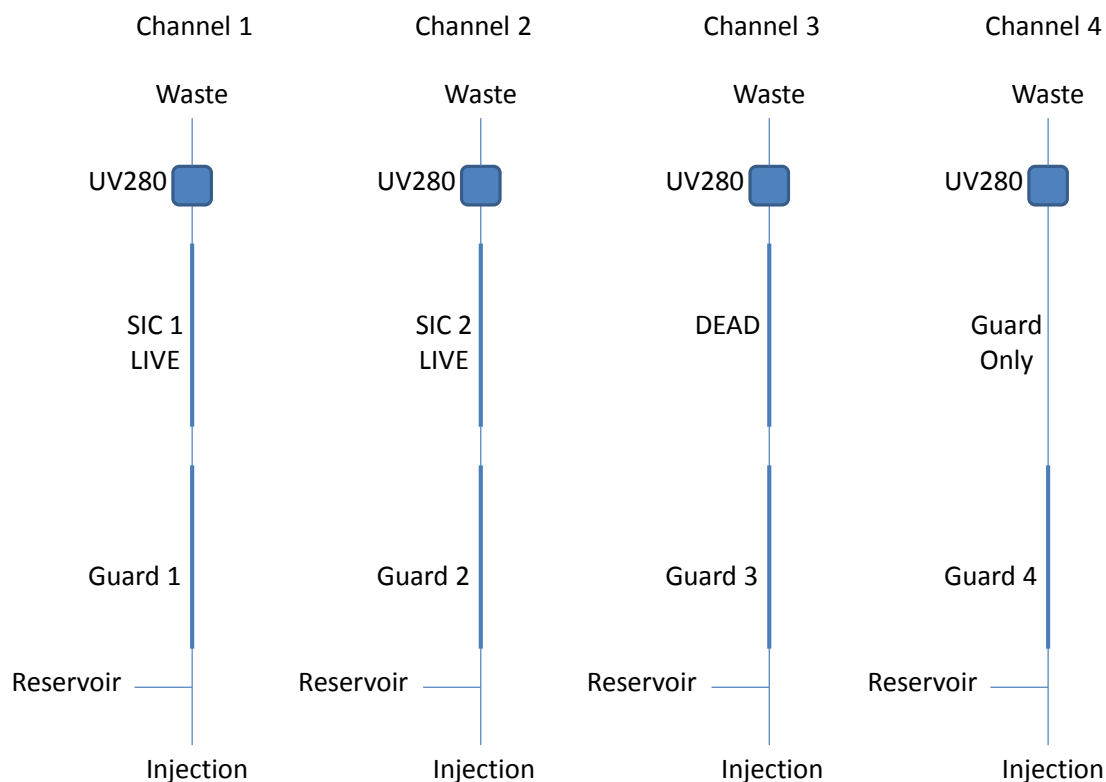 Channel 1
Channel 2
Channel 3
Channel 4
Waste
Waste
Waste
Waste
UV280
UV280
UV280
UV280
SIC 1
LIVE
SIC 2
LIVE
DEAD
Guard
Only
Guard 1
Guard 2
Guard 3
Guard 4
Reservoir
Reservoir
Reservoir
Reservoir
Injection
Injection
Injection
Injection